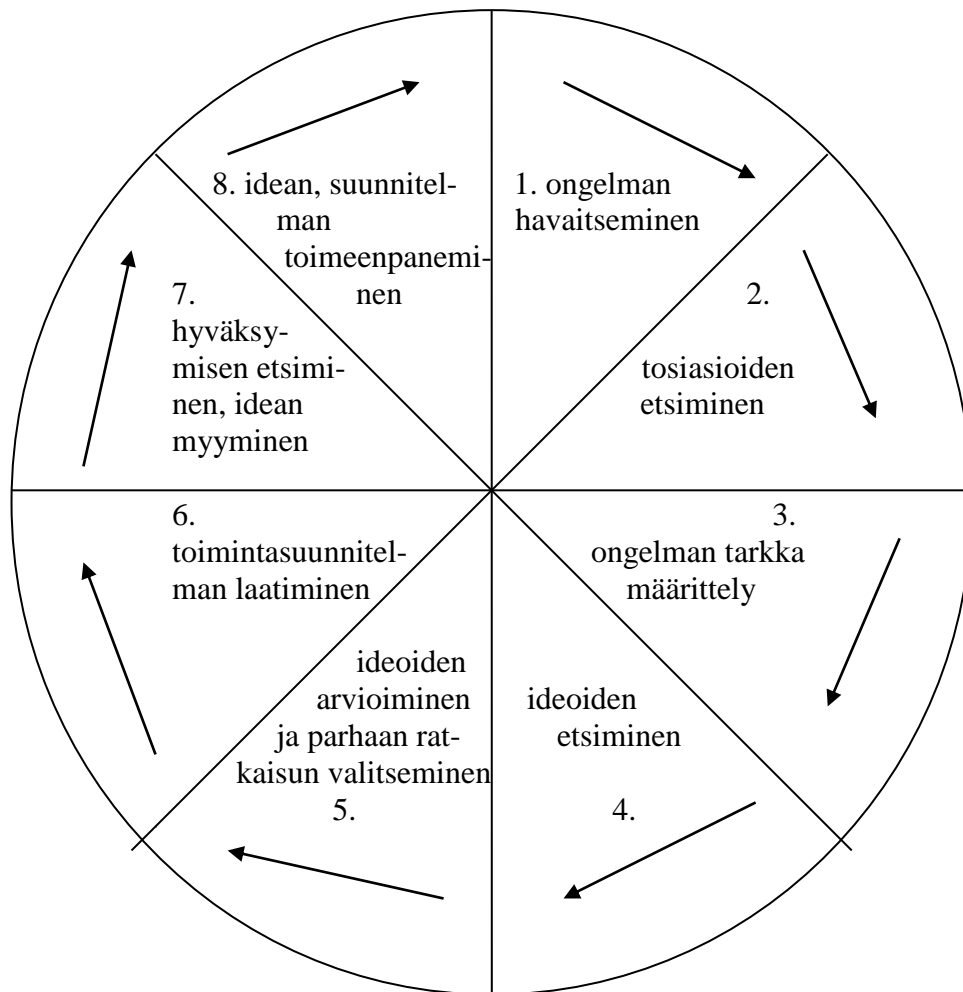 1. ongelman
havaitseminen
2.
tosiasioiden
etsiminen
3.
ongelman tarkka
määrittely
ideoiden
etsiminen
4.
ideoiden
arvioiminen
ja parhaan rat-
kaisun valitseminen
5.
6.
toimintasuunnitel-
man laatiminen
7.
hyväksy-
misen etsimi-
nen, idean
myyminen
8. idean, suunnitel-
man
toimeenpanemi-
nen